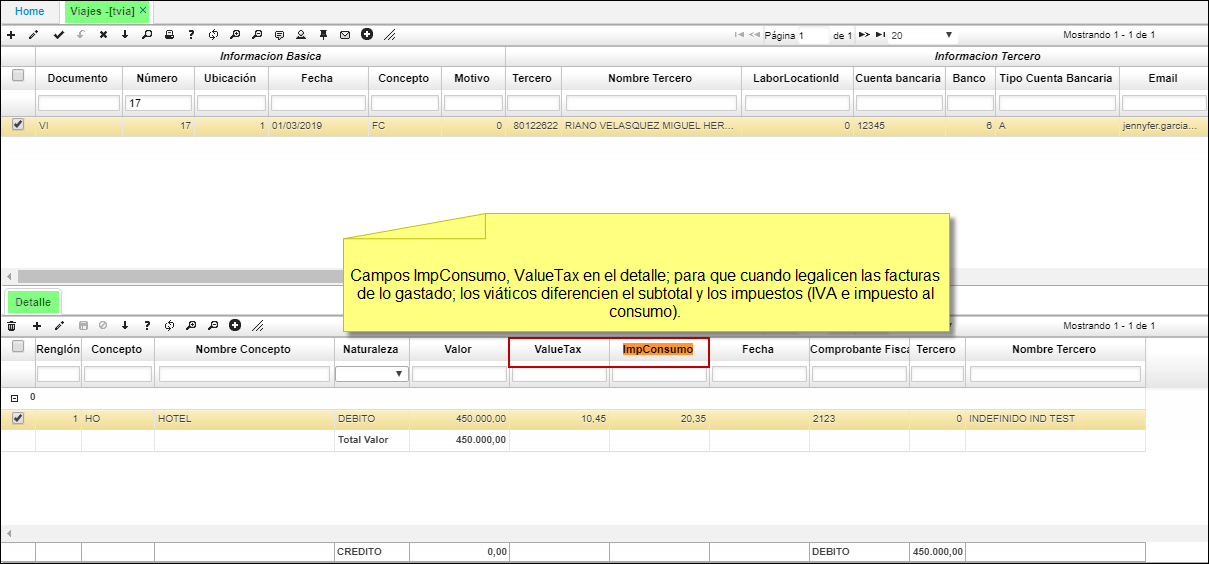 Home
Viajes -[tvia] ×
Página 1 de 1 20 Mostrando 1 - 1 de 1
Informacion Basica Informacion Tercero
Documento Número Ubicación Fecha Concepto Motivo Tercero Nombre Tercero LaborLocationId Cuenta bancaria Banco Tipo Cuenta Bancaria Email
17
VI 17 1 01/03/2019 FC 0 80122622 RIANO VELASQUEZ MIGUEL HER... 0 12345 6 A jennyfer.garcia...
Campos ImpConsumo, ValueTax en el detalle; para que cuando legalicen las facturas
de lo gastado; los viáticos diferencien el subtotal y los impuestos (IVA e impuesto al
consumo).
Detalle
Mostrando 1 - 1 de 1
Renglón Concepto Nombre Concepto Naturaleza Valor ValueTax ImpConsumo Fecha Comprobante Fisca Tercero Nombre Tercero
0
1 HO HOTEL DEBITO 450.000,00 10,45 20,35 2123 0 INDEFINIDO IND TEST
Total Valor 450.000,00
CREDITO 0,00 DEBITO 450.000,00